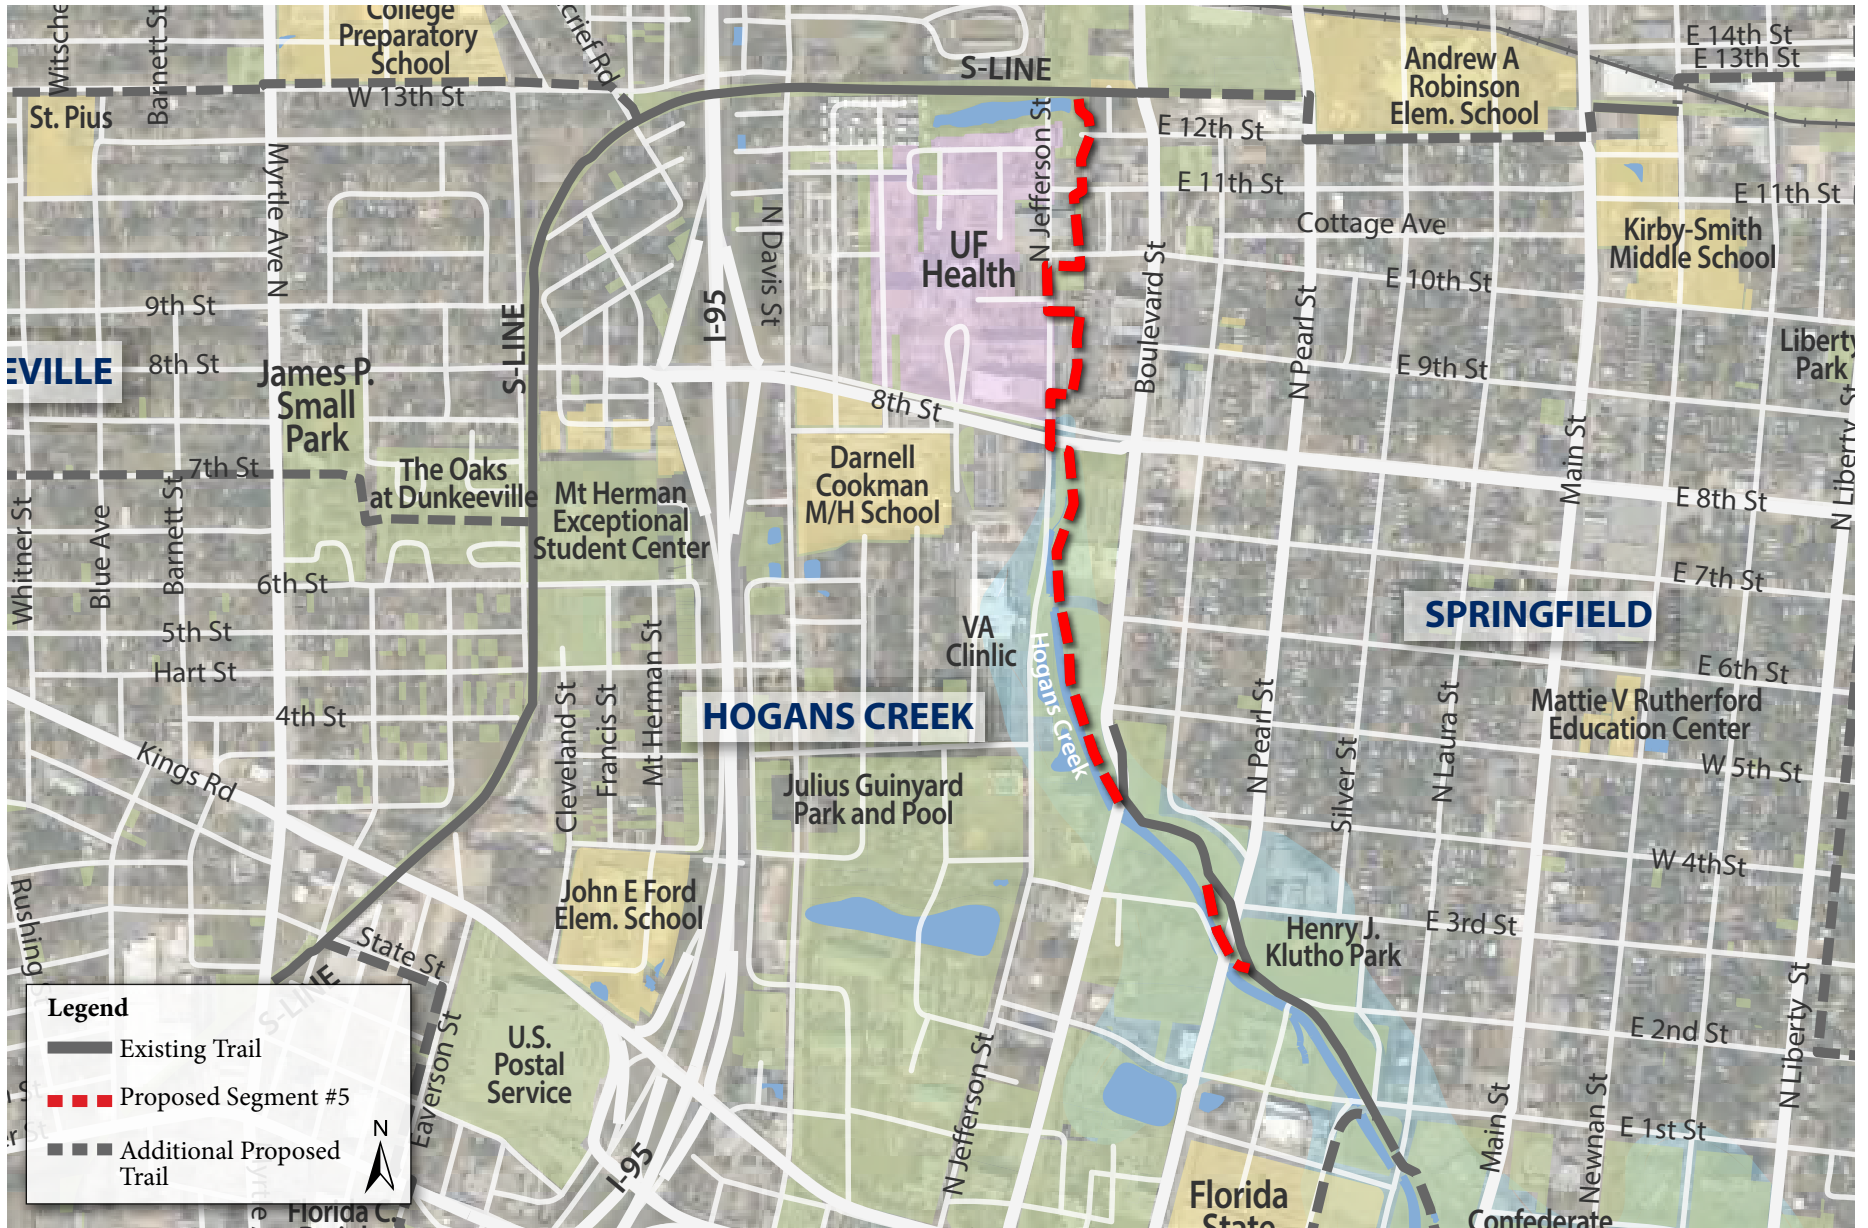 College
Preparatory
School
Witsche
Barnett St
crief Rd
S-LINE
Andrew A
Robinson
Elem. School
E 14th St
E 13th St
W 13th St
St. Pius
N Jefferson St
E 12th St
E 11th St
E 11th St
Cottage Ave
Kirby-Smith
Middle School
Myrtle Ave N
N Davis St
UF
Health
Boulevard St
E 10th St
9th St
I-95
S-LINE
N Pearl St
Liberty
Park
EVILLE
8th St
James P.
Small
Park
E 9th St
8th St
Main St
N Liberty St
7th St
The Oaks
at Dunkeeville
Mt Herman
Exceptional
Student Center
Darnell
Cookman
M/H School
E 8th St
Whitner St
Blue Ave
Barnett St
6th St
E 7th St
5th St
Hart St
VA
Clinlic
SPRINGFIELD
E 6th St
4th St
Cleveland St
Francis St
Mt Herman St
HOGANS CREEK
Hogans Creek
N Pearl St
Silver St
N Laura St
Mattie V Rutherford
Education Center
W 5th St
Kings Rd
Julius Guinyard
Park and Pool
W 4thSt
Rushing
John E Ford
Elem. School
State St
Henry J.
Klutho Park
E 3rd St
S-LINE
Legend
Existing Trail
Proposed Segment #5
Additional Proposed
Trail
N
Eaverson St
U.S.
Postal
Service
N Jefferson St
E 2nd St
N Liberty St
Main St
Newnan St
E 1st St
I-95
Florida C.
Florida
State
Confederate